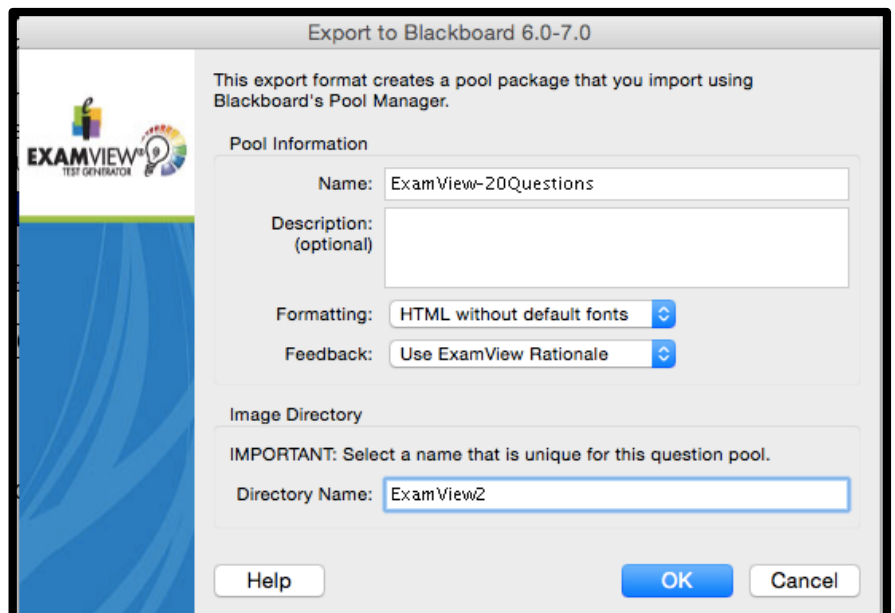 Export to Blackboard 6.0-7.0
This export format creates a pool package that you import using
Blackboard's Pool Manager.
EXAMVIEW®
TEST GENERATOR
Pool Information
Name: ExamView-20Questions
Description:
(optional)
Formatting: HTML without default fonts
Feedback: Use ExamView Rationale
Image Directory
IMPORTANT: Select a name that is unique for this question pool.
Directory Name: ExamView2
Help OK Cancel